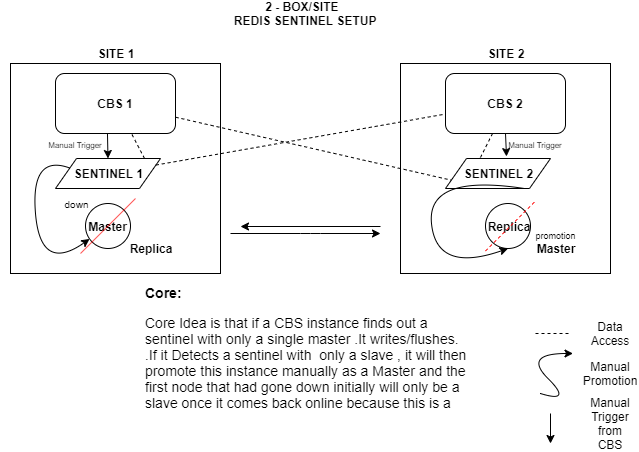 2 - BOX/SITE
REDIS SENTINEL SETUP
SITE 1
SITE 2
CBS 1
CBS 2
Manual Trigger
Manual Trigger
SENTINEL 1
SENTINEL 2
down
Master
Replica
Replica
promotion
Master
Core:
Core Idea is that if a CBS instance finds out a
sentinel with only a single master .It writes/flushes.
.If it Detects a sentinel with only a slave , it will then
promote this instance manually as a Master and the
first node that had gone down initially will only be a
slave once it comes back online because this is a
Data
Access
Manual
Promotion
Manual
Trigger
from
CBS